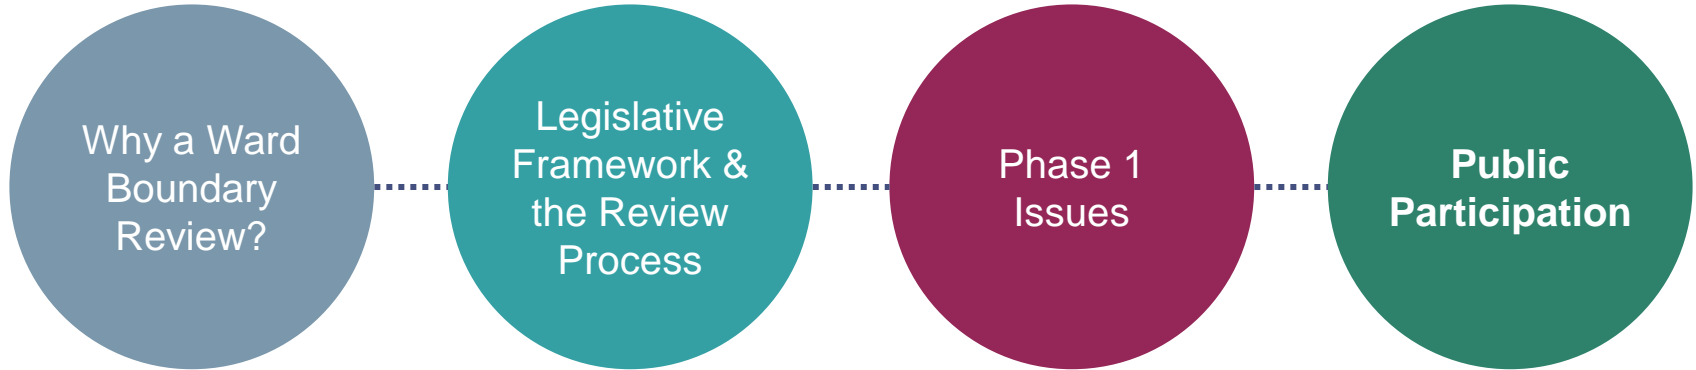 Why a Ward
Boundary
Review?
Legislative
Framework &
the Review
Process
Phase 1
Issues
Public
Participation